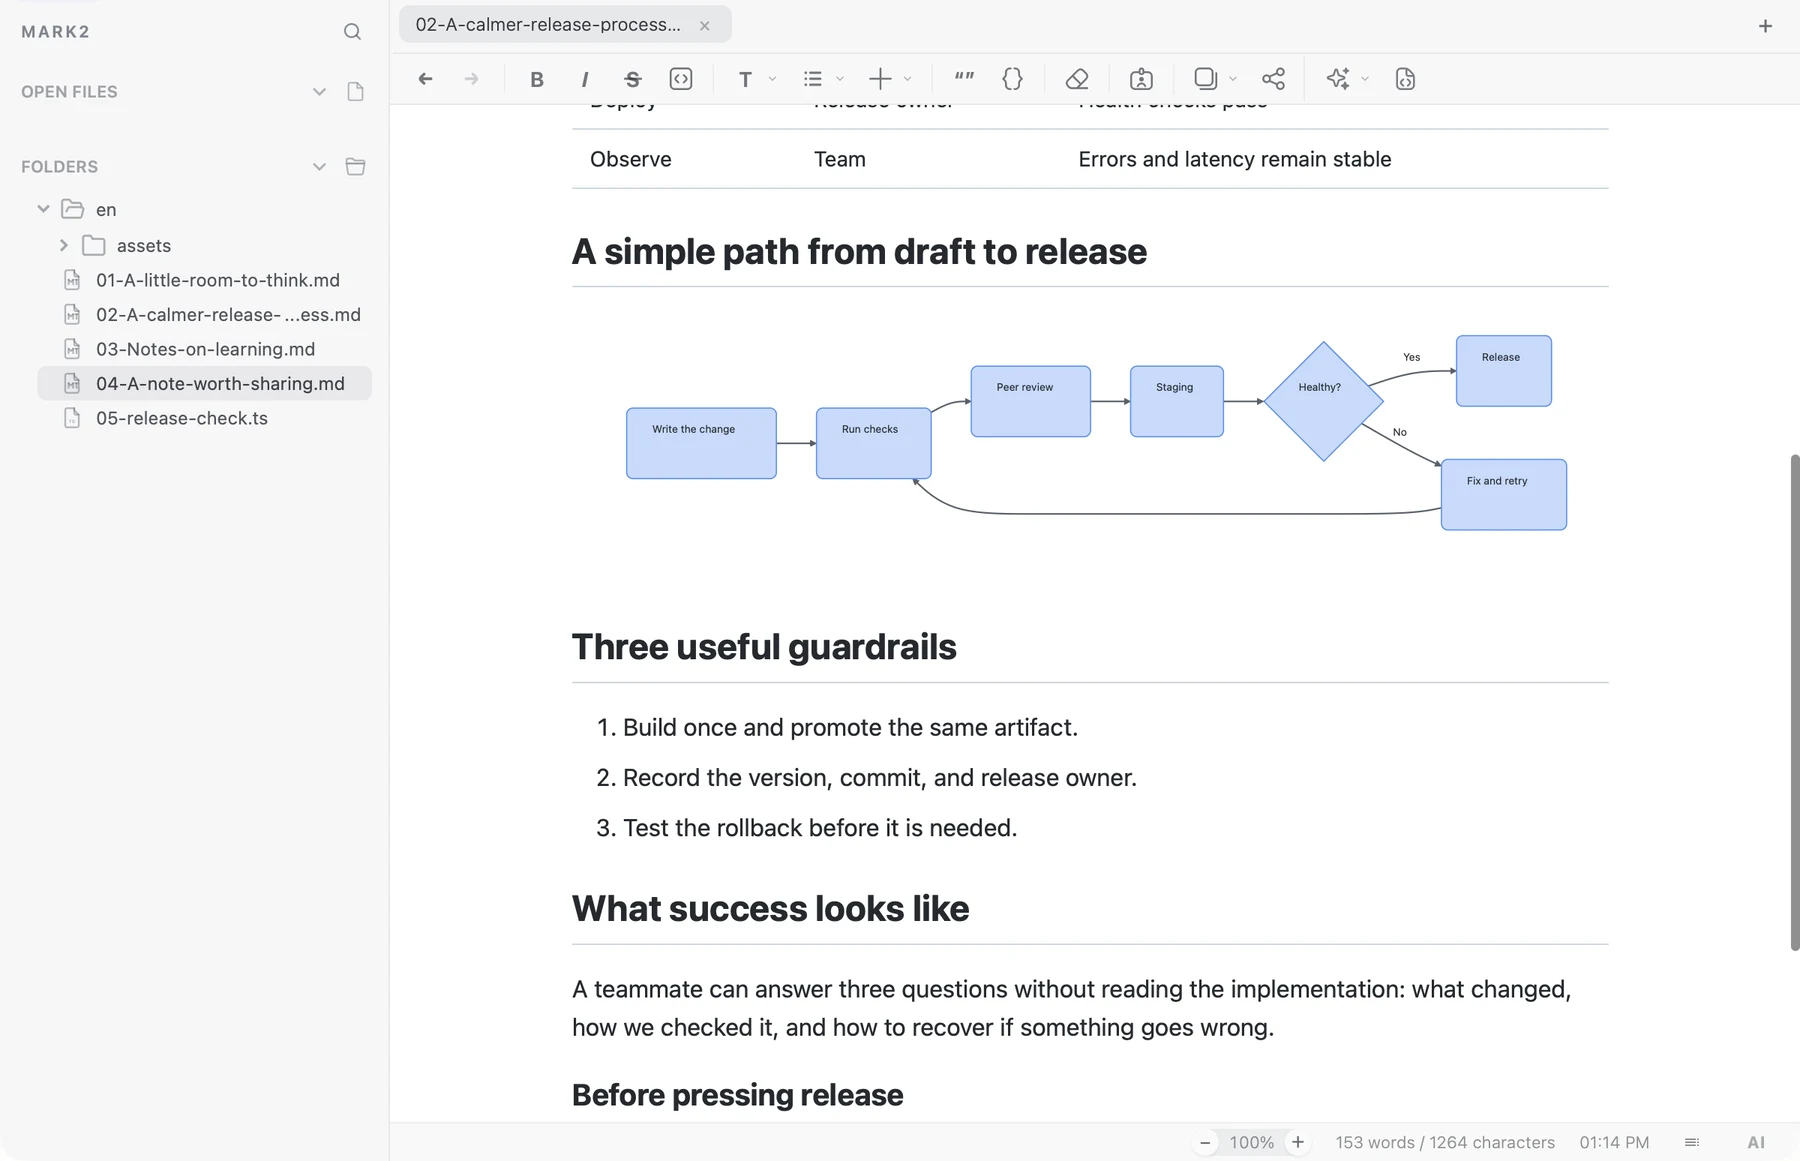 MARK2
OPEN FILES
FOLDERS
en
assets
01-A-little-room-to-think.md
02-A-calmer-release- ...ess.md
03-Notes-on-learning.md
04-A-note-worth-sharing.md
05-release-check.ts
02-A-calmer-release-process...
Deploy Release owner Health checks pass
Observe Team Errors and latency remain stable
A simple path from draft to release
Write the change
Run checks
Peer review
Staging
Healthy?
Yes
Release
No
Fix and retry
Three useful guardrails
1. Build once and promote the same artifact.
2. Record the version, commit, and release owner.
3. Test the rollback before it is needed.
What success looks like
A teammate can answer three questions without reading the implementation: what changed,
how we checked it, and how to recover if something goes wrong.
Before pressing release
100% 153 words / 1264 characters 01:14 PM AI